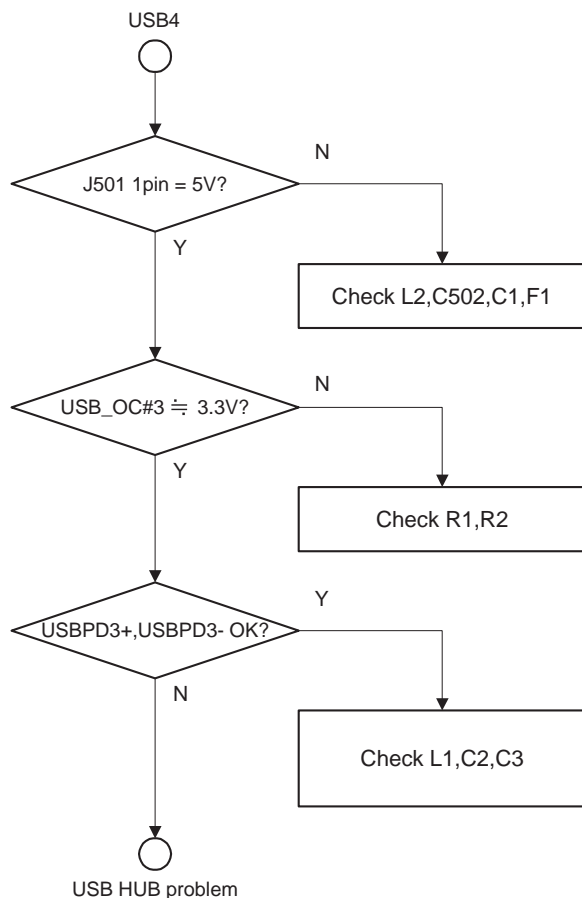 USB4
J501 1pin = 5V?
N
Y
Check L2,C502,C1,F1
USB_OC#3 ≒ 3.3V?
N
Y
Check R1,R2
USBPD3+,USBPD3- OK?
Y
N
Check L1,C2,C3
USB HUB problem